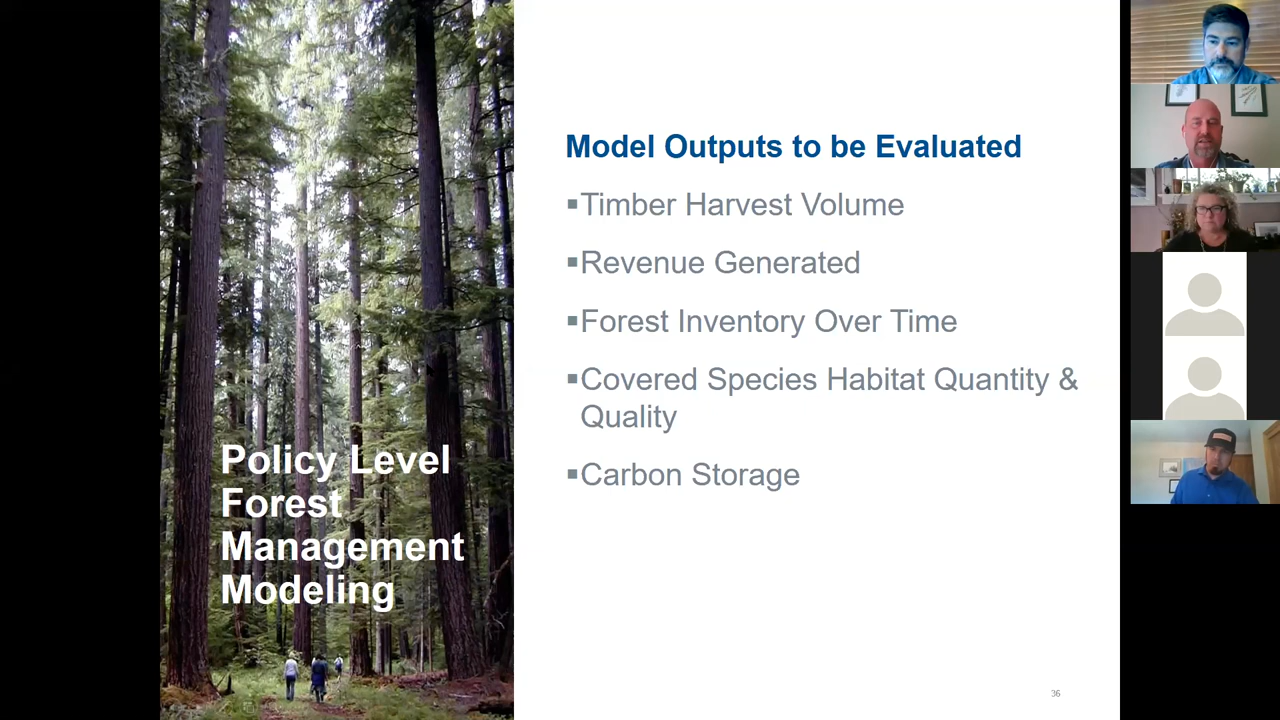 Policy Level
Forest
Management
Modeling
Model Outputs to be Evaluated
▪Timber Harvest Volume
▪Revenue Generated
▪Forest Inventory Over Time
▪Covered Species Habitat Quantity &
Quality
▪Carbon Storage
36